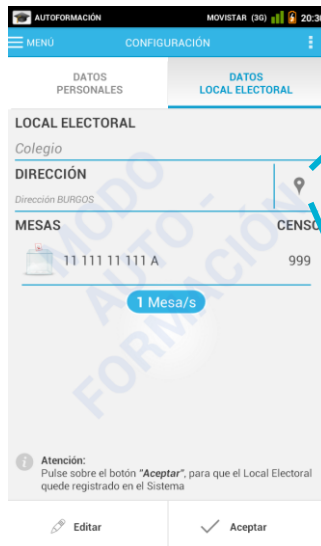 AUTOFORMACIÓN MOVISTAR (3G) 20:30
MENÚ CONFIGURACIÓN
DATOS PERSONALES
DATOS LOCAL ELECTORAL
LOCAL ELECTORAL
Colegio
DIRECCIÓN
Dirección BURGOS
MESAS CENSO
11 111 11 111 A 999
1 Mesa/s
MODO
AUTO -
FORMACIÓN
Atención:
Pulse sobre el botón "Aceptar", para que el Local Electoral
quede registrado en el Sistema
Editar Aceptar